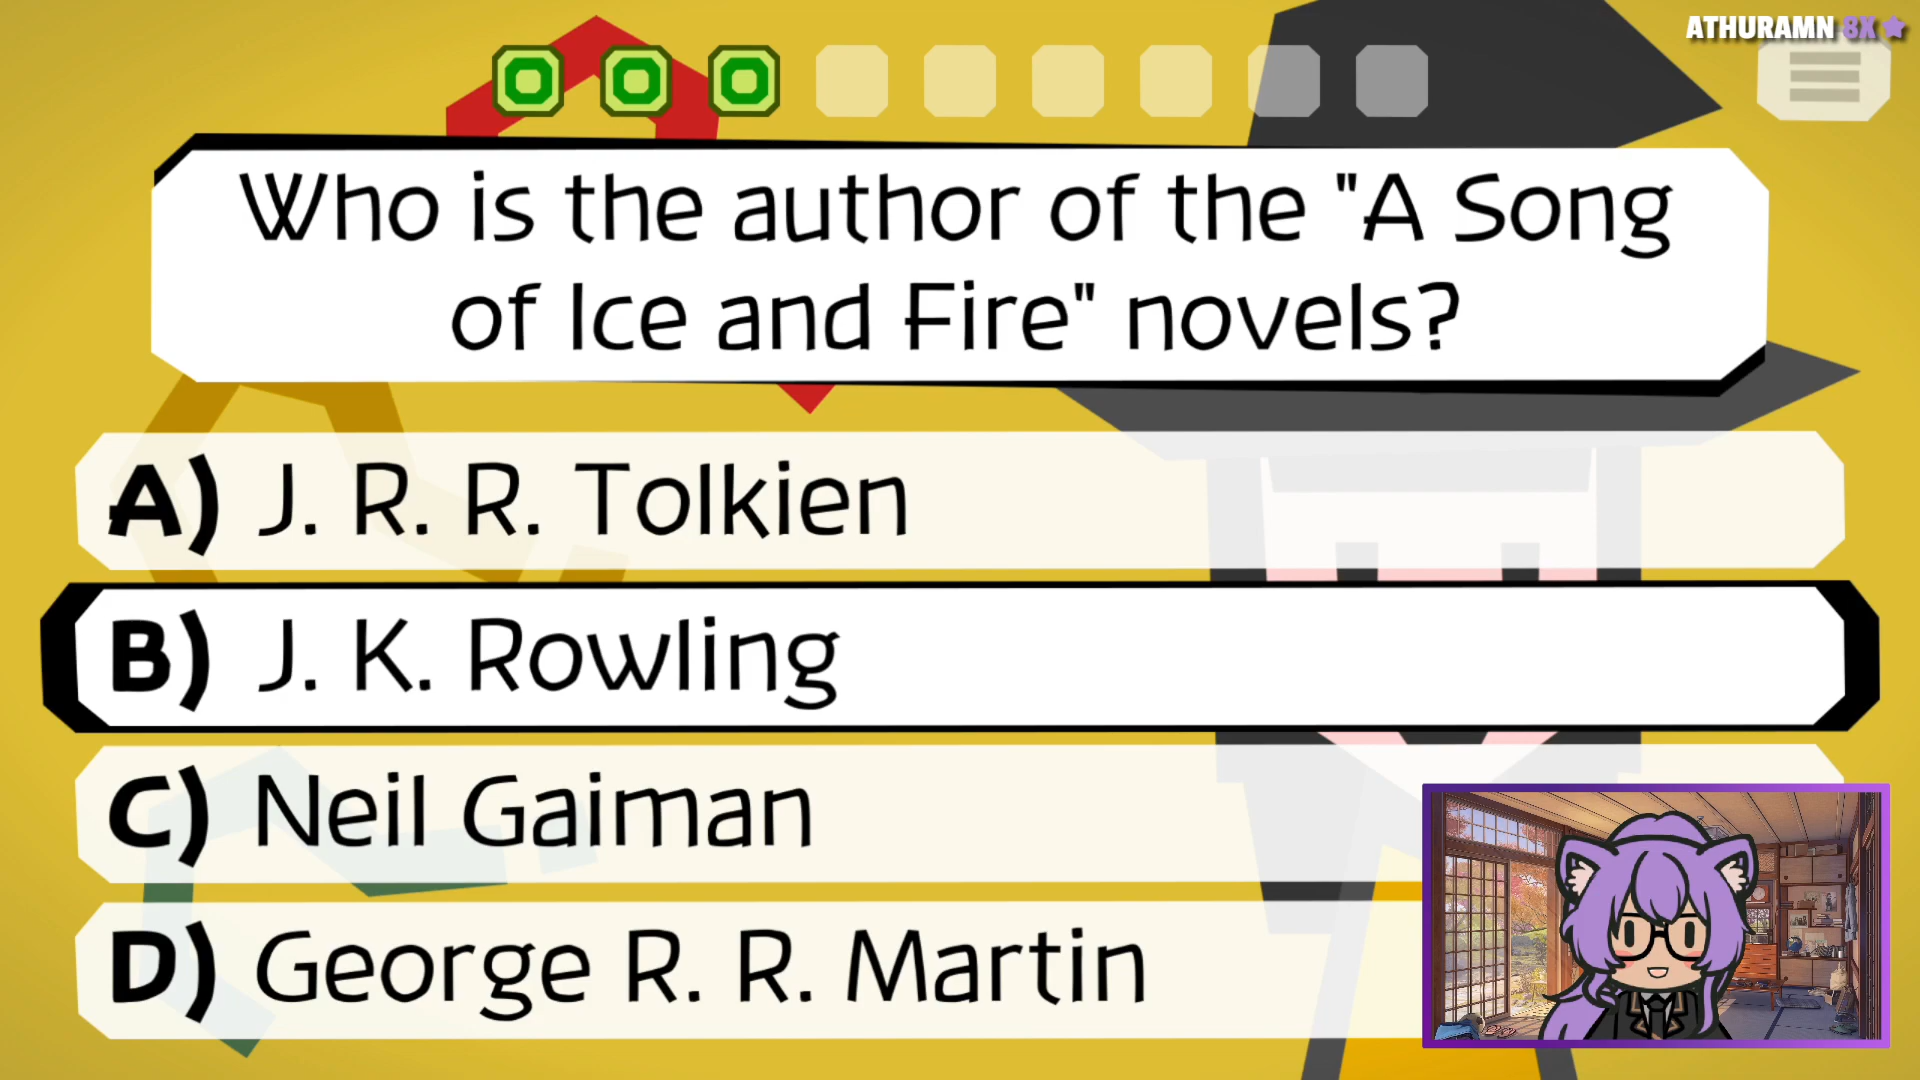 ATHURAMN 8X
Who is the author of the "A Song
of Ice and Fire" novels?
A) J. R. R. Tolkien
B) J. K. Rowling
C) Neil Gaiman
D) George R. R. Martin